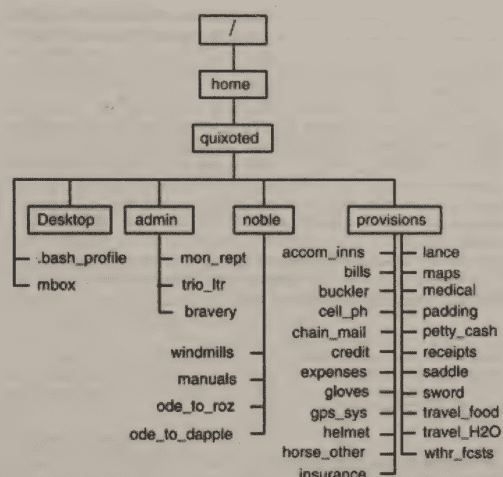 /
home
quixoted
Desktop
admin
noble
provisions
.bash_profile
mbox
mon_rept
trio_ltr
bravery
windmills
manuals
ode_to_roz
ode_to_dapple
accom_inns
bills
buckler
cell_ph
chain_mail
credit
expenses
gloves
gps_sys
helmet
horse_other
insurance
lance
maps
medical
padding
petty_cash
receipts
saddle
sword
travel_food
travel_H2O
wthr_fcsts